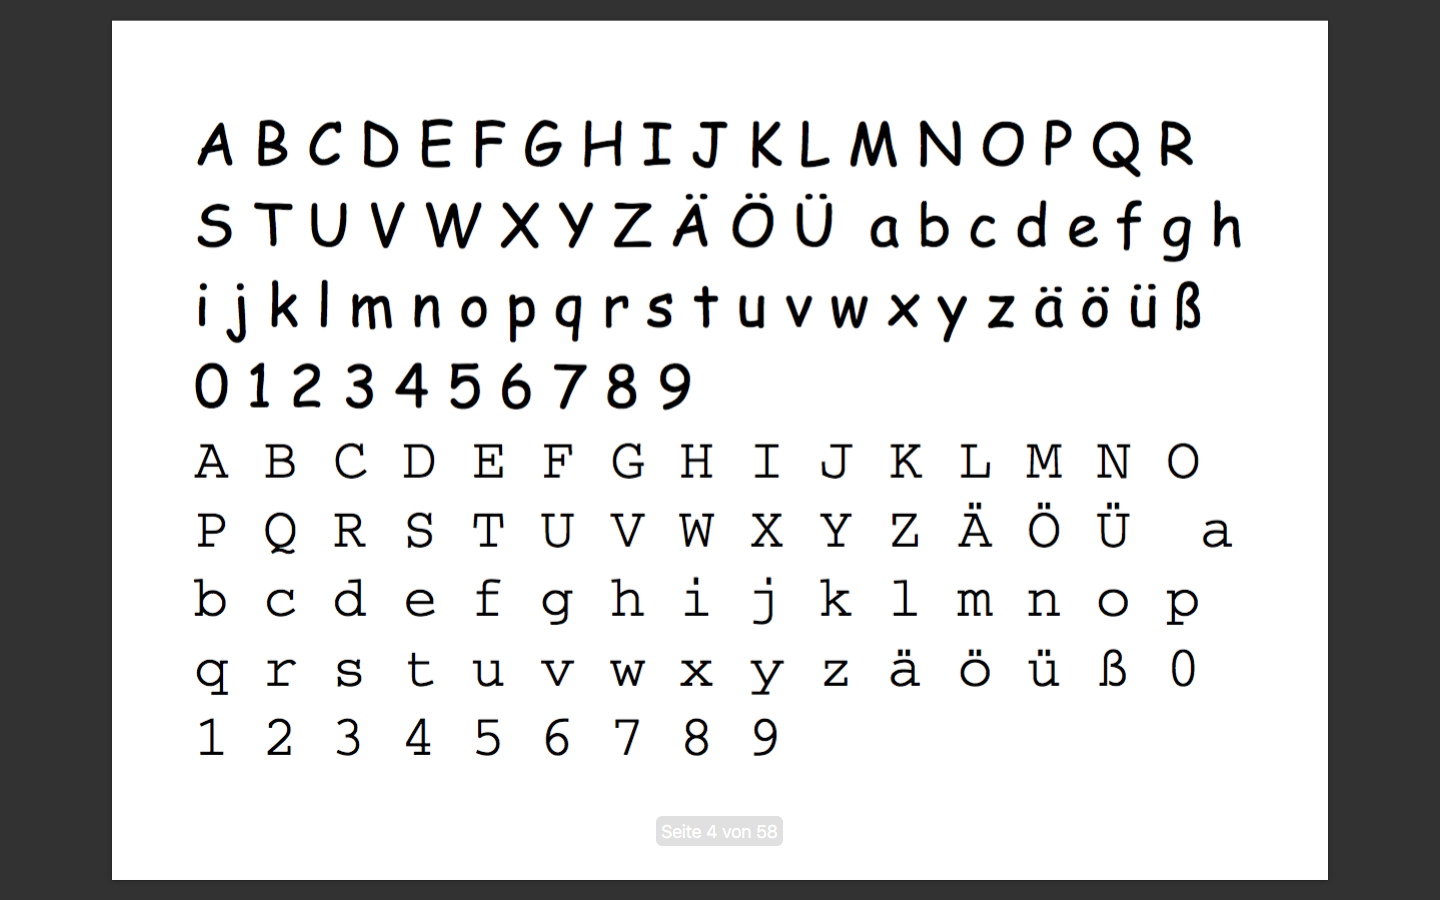 A B C D E F G H I J K L M N O P Q R
S T U V W X Y Z Ä Ö Ü a b c d e f g h
i j k l m n o p q r s t u v w x y z ä ö ü ß
0 1 2 3 4 5 6 7 8 9
A B C D E F G H I J K L M N O
P Q R S T U V W X Y Z Ä Ö Ü a
b c d e f g h i j k l m n o p
q r s t u v w x y z ä ö ü ß 0
1 2 3 4 5 6 7 8 9
Seite 4 von 58